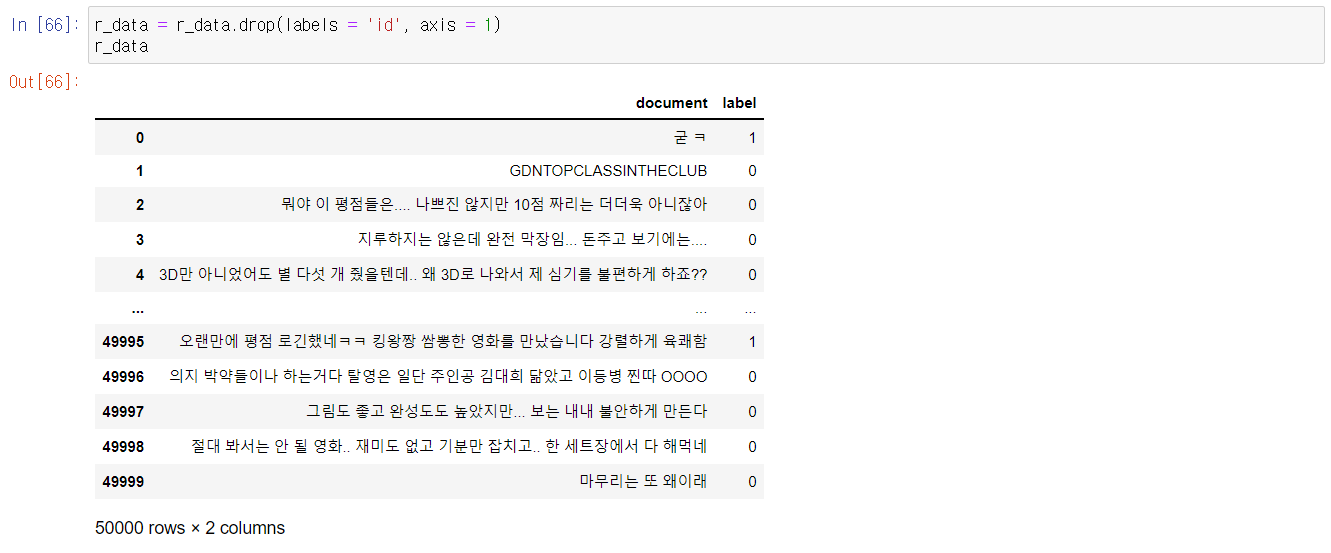 In [66]: r_data = r_data.drop(labels = 'id', axis = 1)
r_data
Out[66]:
document label
0 굳 ㅋ 1
1 GDNTOPCLASSINTHECLUB 0
2 뭐야 이 평점들은.... 나쁘진 않지만 10점 짜리는 더더욱 아니잖아 0
3 지루하지는 않은데 완전 막장임... 돈주고 보기에는.... 0
4 3D만 아니었어도 별 다섯 개 줬을텐데.. 왜 3D로 나와서 제 심기를 불편하게 하죠?? 0
... ... ...
49995 오랜만에 평점 로긴했네ㅋㅋ 킹왕짱 쌈뽕한 영화를 만났습니다 강렬하게 육쾌함 1
49996 의지 박약들이나 하는거다 탈영은 일단 주인공 김대희 닮았고 이등병 찐따 OOOO 0
49997 그림도 좋고 완성도도 높았지만... 보는 내내 불안하게 만든다 0
49998 절대 봐서는 안 될 영화.. 재미도 없고 기분만 잡치고.. 한 세트장에서 다 해먹네 0
49999 마무리는 또 왜이래 0
50000 rows × 2 columns